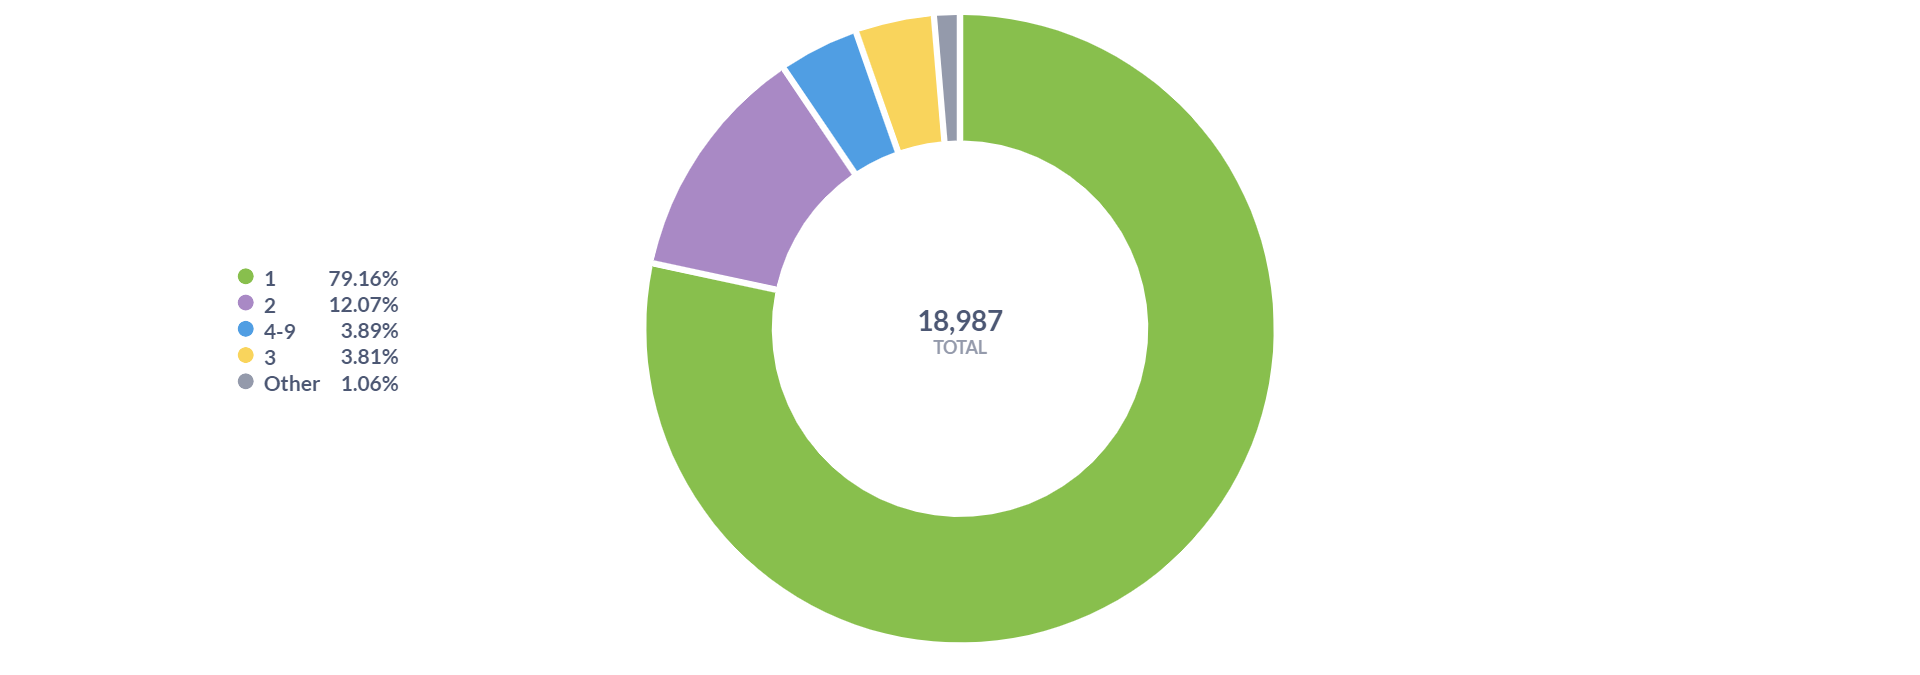 1 79.16%
2 12.07%
4-9 3.89%
3 3.81%
Other 1.06%
18,987
TOTAL